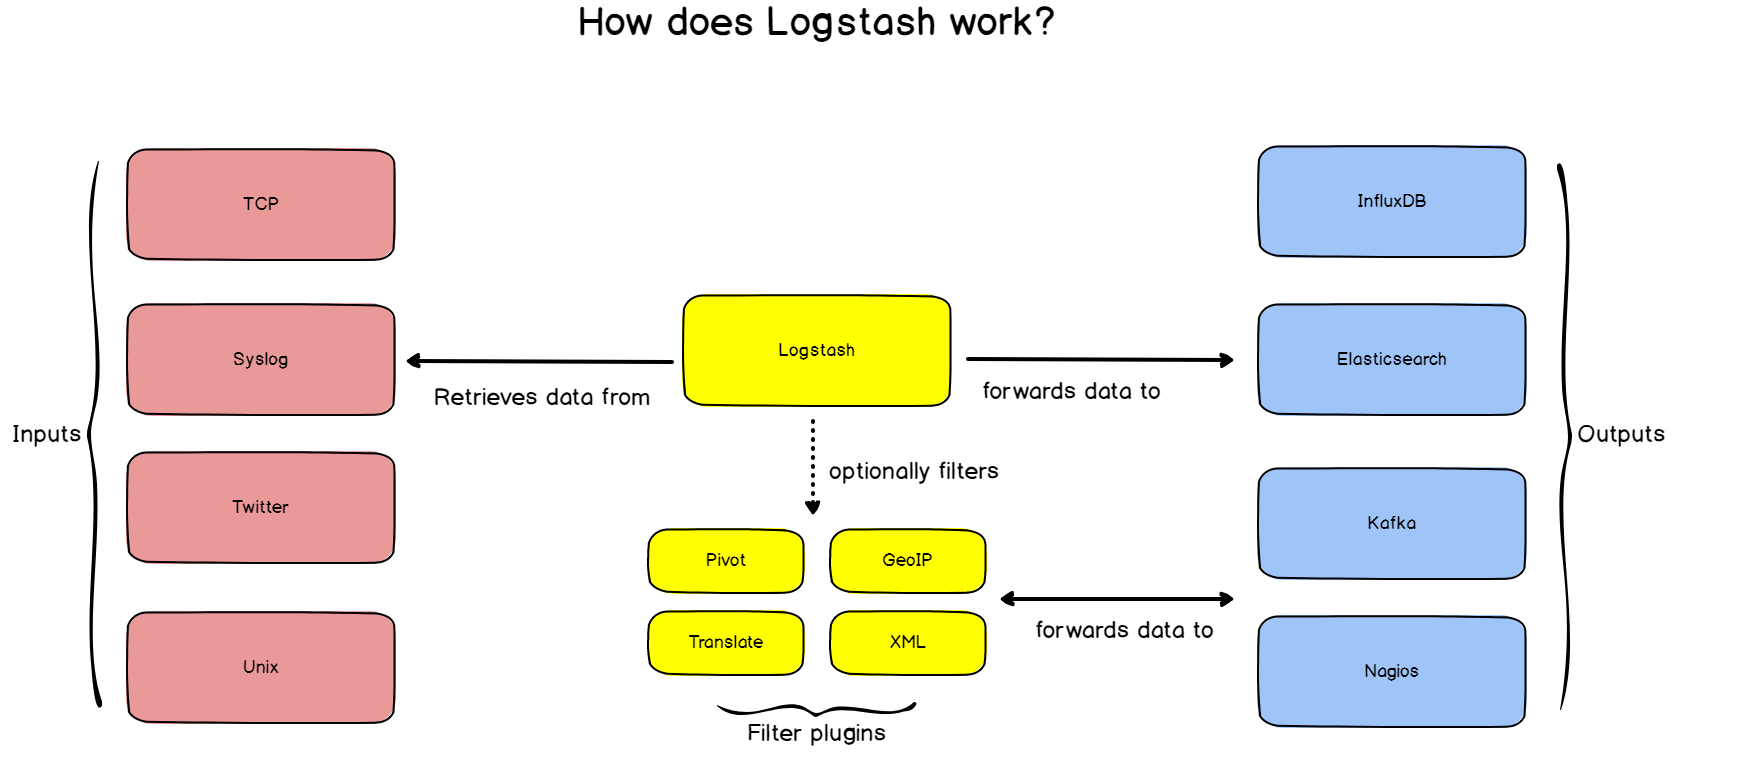 How does Logstash work?
TCP
InfluxDB
Logstash
Syslog
Elasticsearch
Retrieves data from
forwards data to
Inputs
Outputs
optionally filters
Twitter
Kafka
Pivot
GeoIP
forwards data to
Translate
XML
Unix
Nagios
Filter plugins